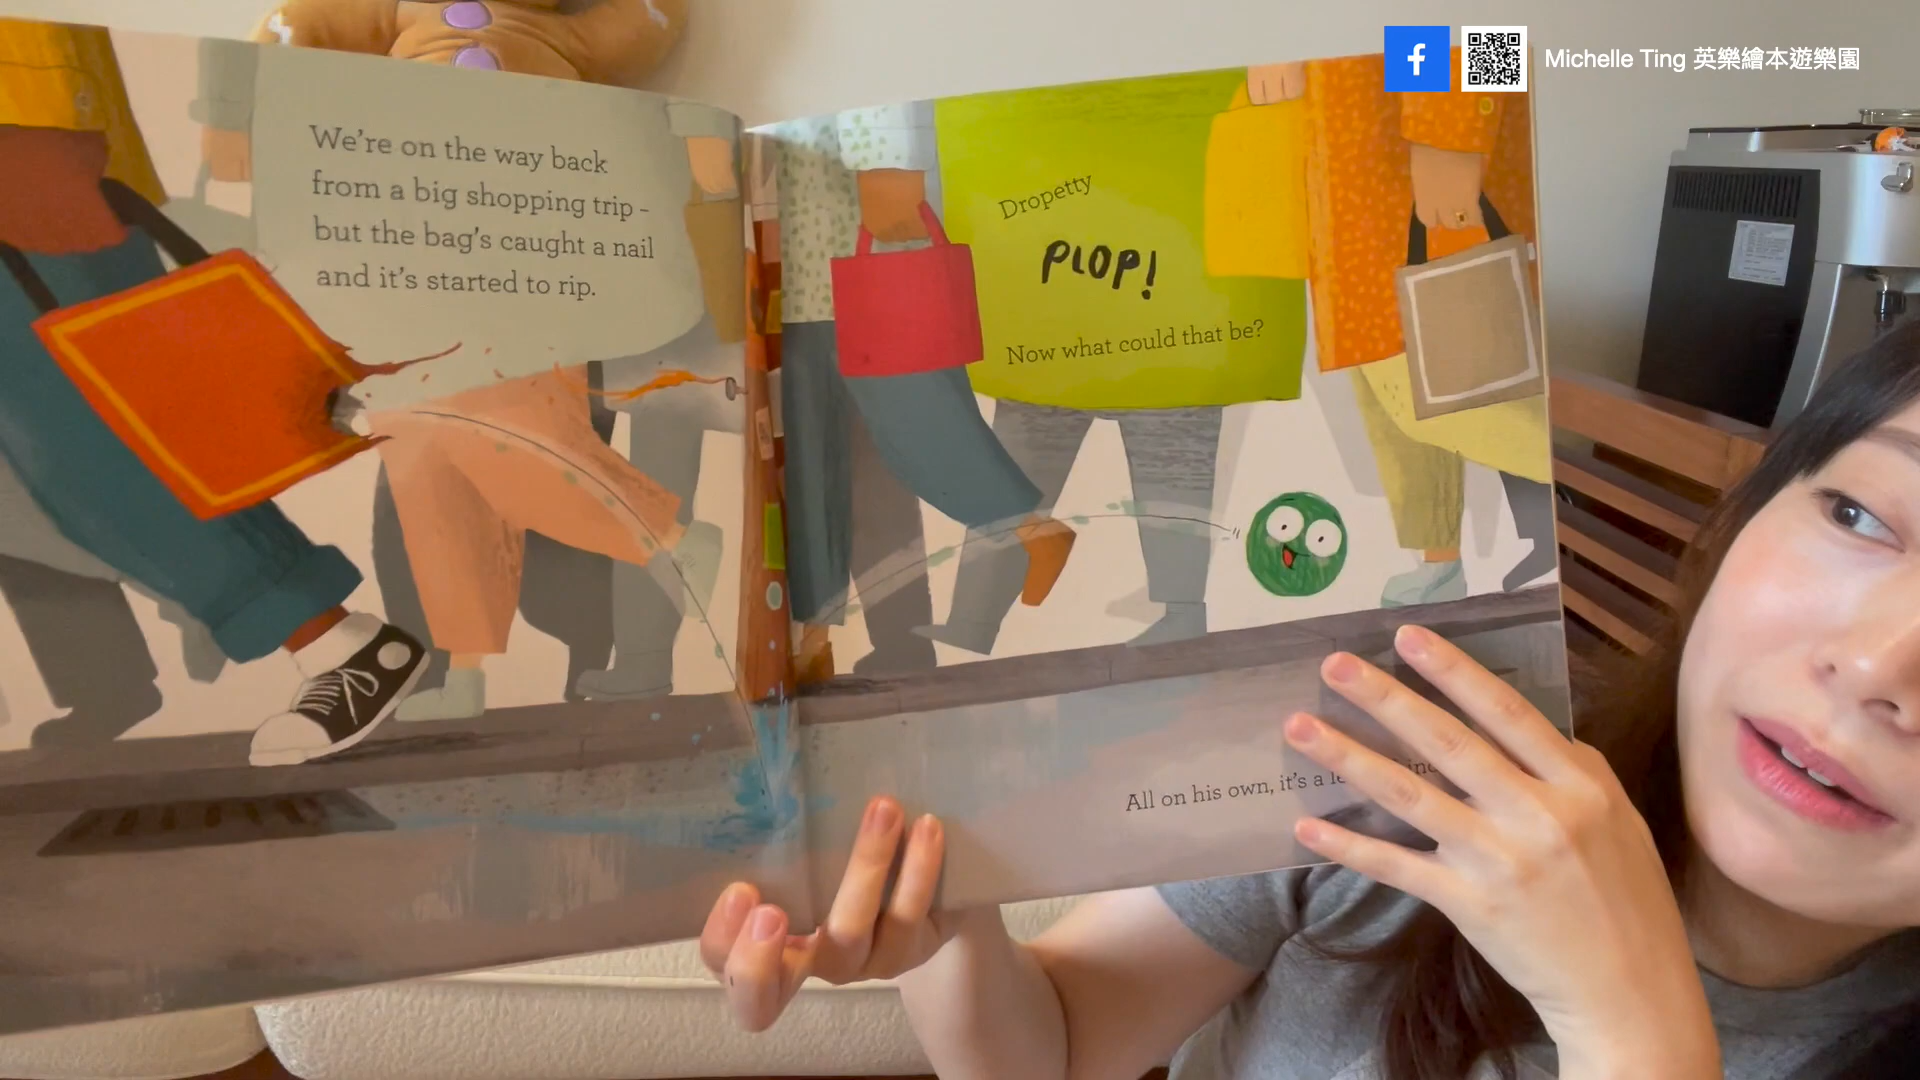 Michelle Ting 英樂繪本遊樂園
We're on the way back
from a big shopping trip –
but the bag's caught a nail
and it's started to rip.
Dropetty
PLOP!
Now what could that be?
All on his own, it's a